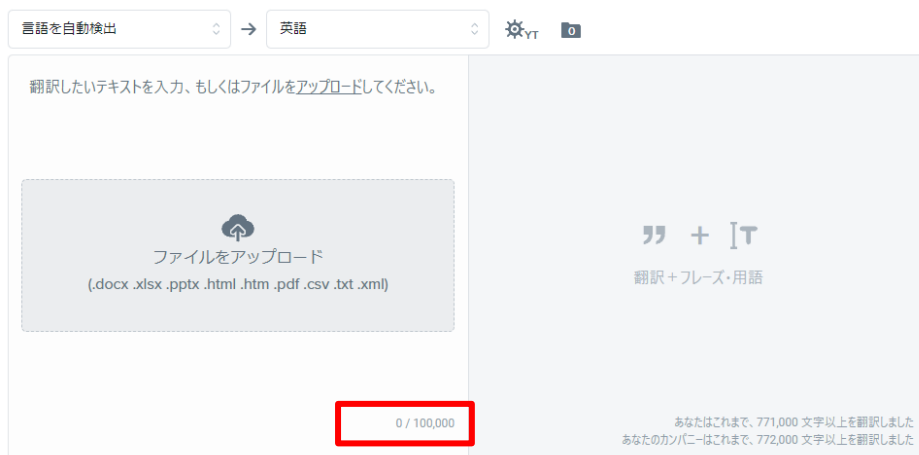 言語を自動検出 → 英語 YT 0
翻訳したいテキストを入力、もしくはファイルをアップロードしてください。
ファイルをアップロード
(.docx .xlsx .pptx .html .htm .pdf .csv .txt .xml)
0 / 100,000
" + T
翻訳+フレーズ・用語
あなたはこれまで、771,000 文字以上を翻訳しました
あなたのカンパニーはこれまで、772,000 文字以上を翻訳しました